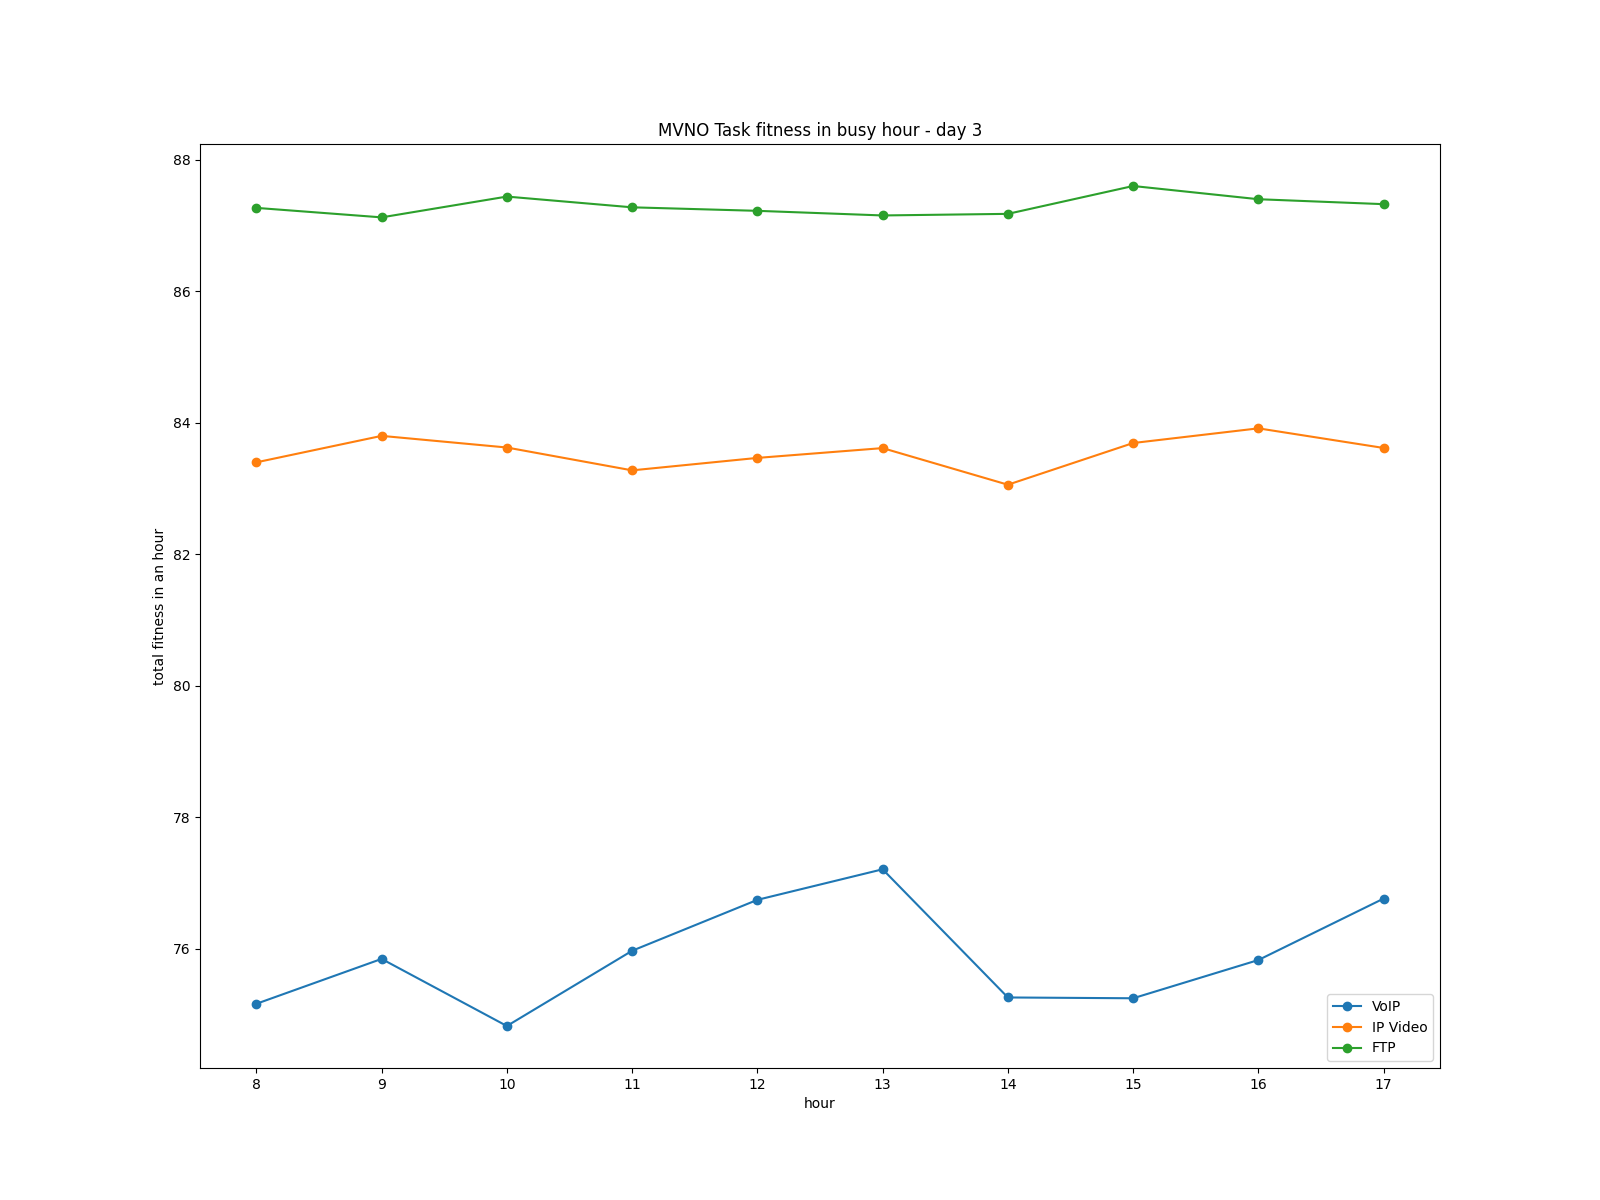 MVNO Task fitness in busy hour - day 3
88
86
84
82
80
78
76
total fitness in an hour
8 9 10 11 12 13 14 15 16 17
hour
VoIP
IP Video
FTP